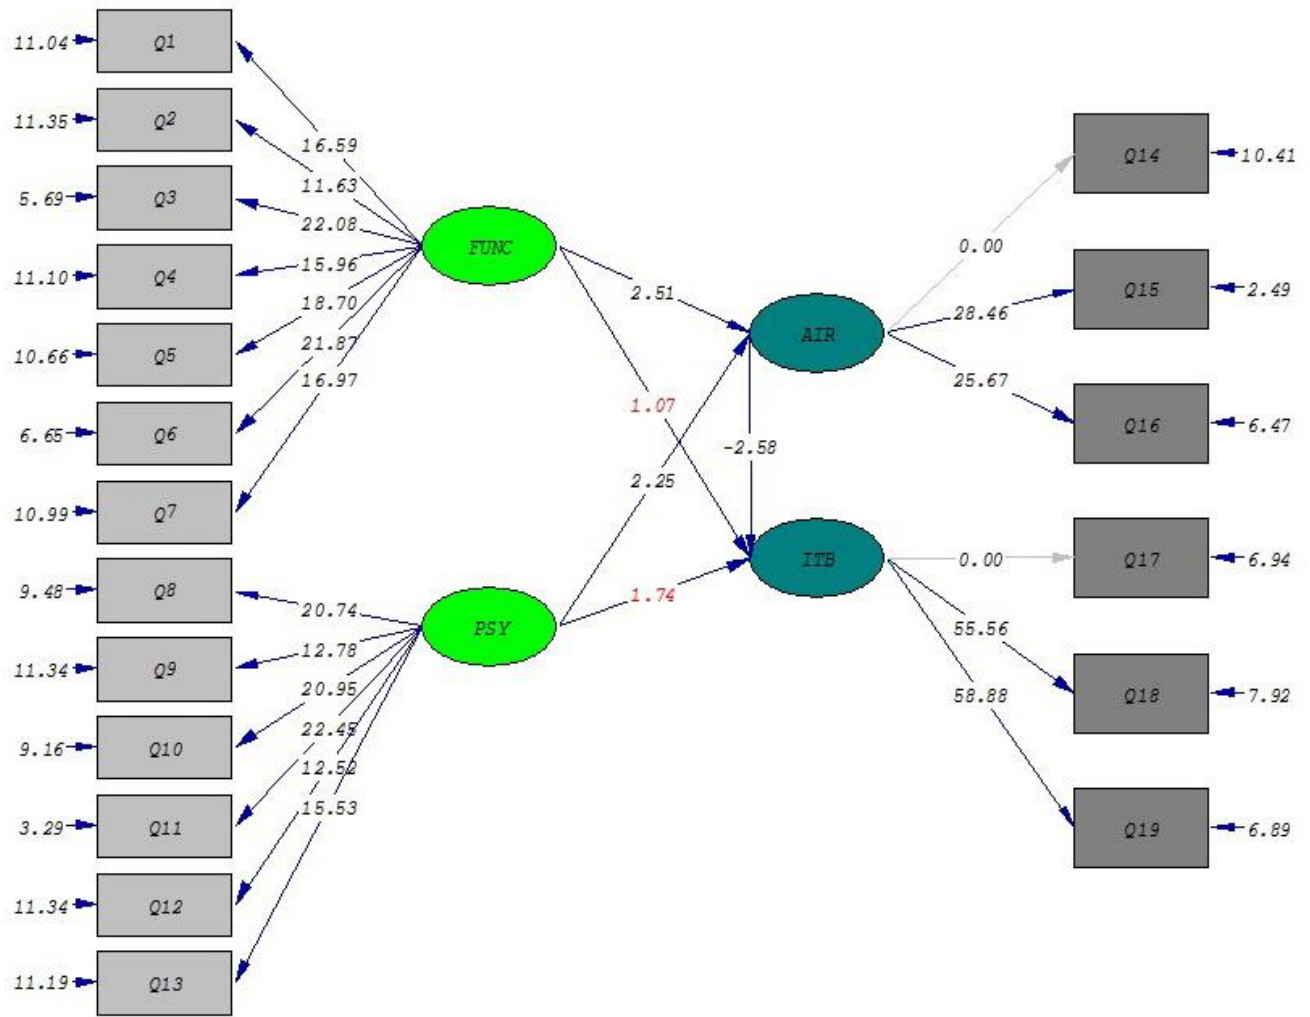 11.04 Q1
11.35 Q2
5.69 Q3
11.10 Q4
10.66 Q5
6.65 Q6
10.99 Q7
9.48 Q8
11.34 Q9
9.16 Q10
3.29 Q11
11.34 Q12
11.19 Q13
16.59
11.63
22.08
15.96
18.70
21.87
16.97
20.74
12.78
20.95
22.45
12.52
15.53
FUNC
PSY
2.51
1.07
2.25
1.74
-2.58
AIR
ITB
0.00
28.46
25.67
0.00
55.56
58.88
Q14 10.41
Q15 2.49
Q16 6.47
Q17 6.94
Q18 7.92
Q19 6.89